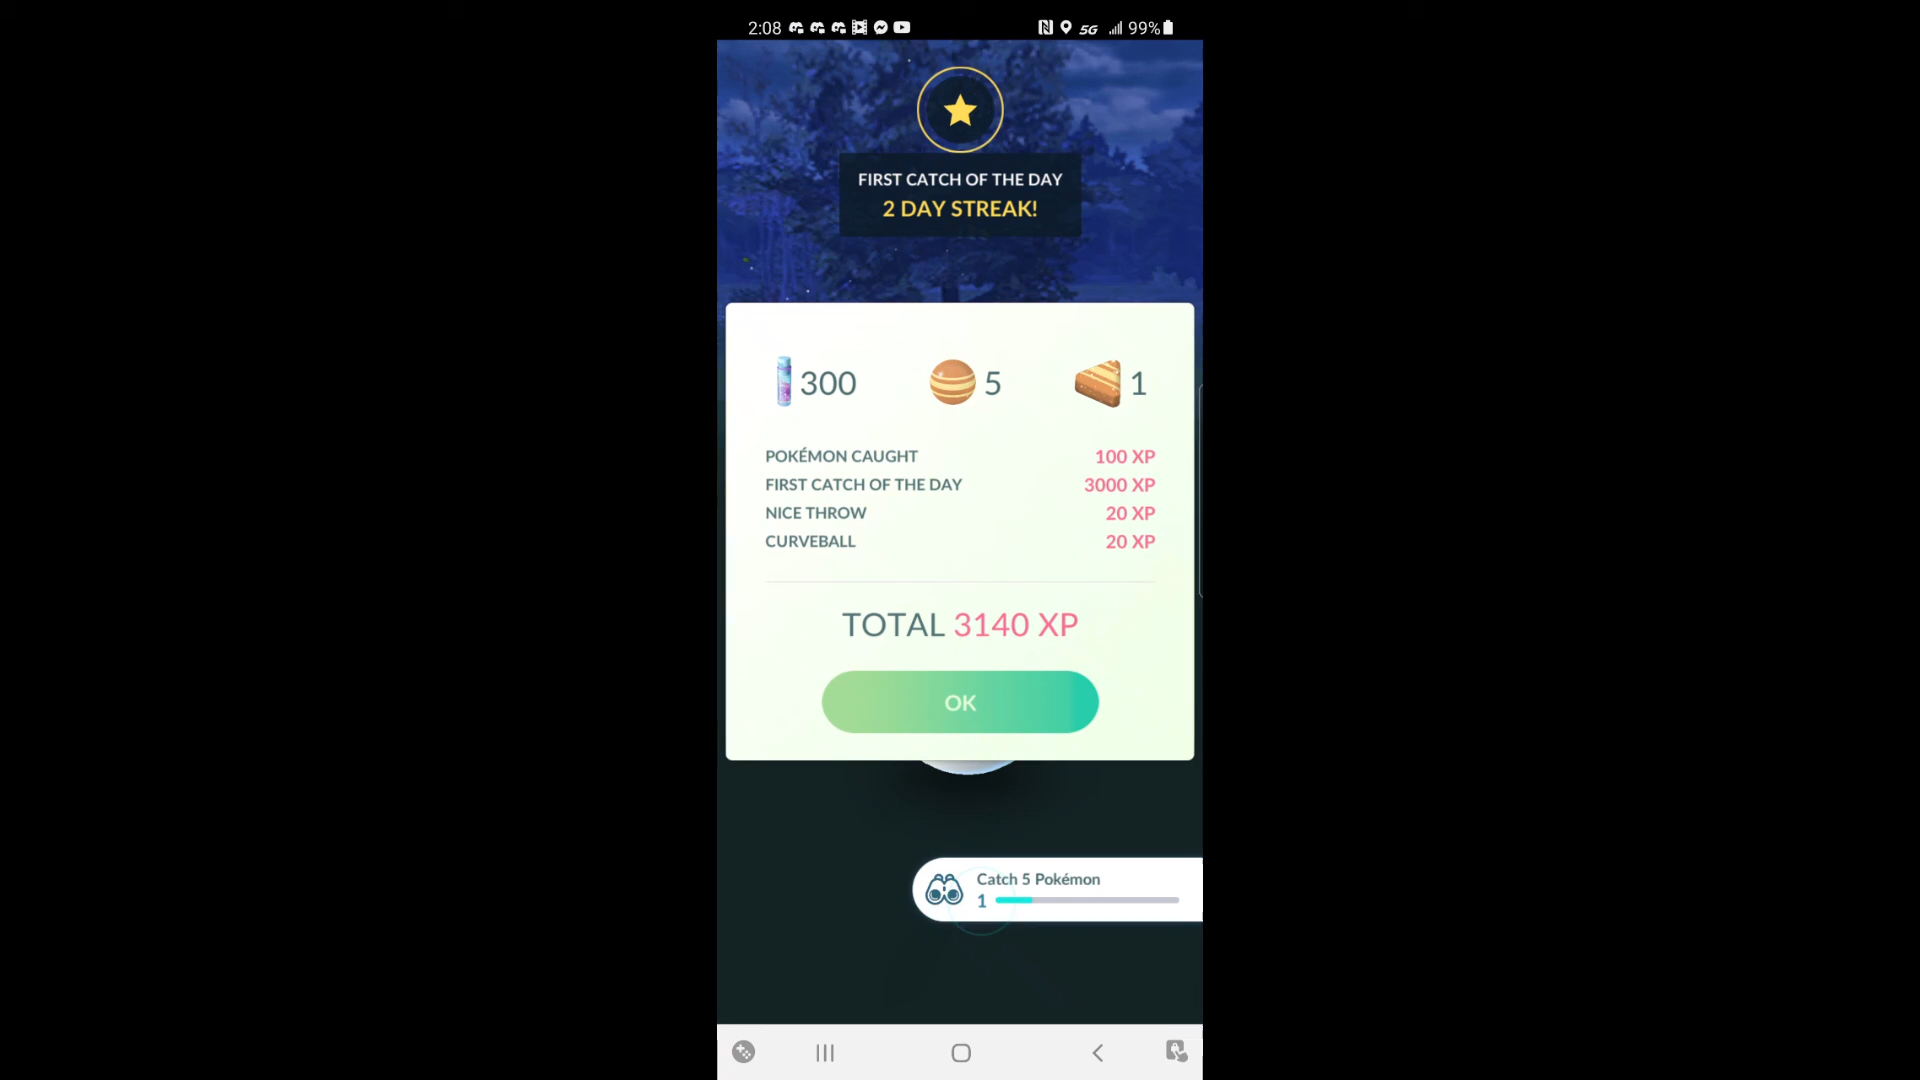 2:08 5G 99%
FIRST CATCH OF THE DAY
2 DAY STREAK!
300 5 1
POKÉMON CAUGHT 100 XP
FIRST CATCH OF THE DAY 3000 XP
NICE THROW 20 XP
CURVEBALL 20 XP
TOTAL 3140 XP
OK
Catch 5 Pokémon
1